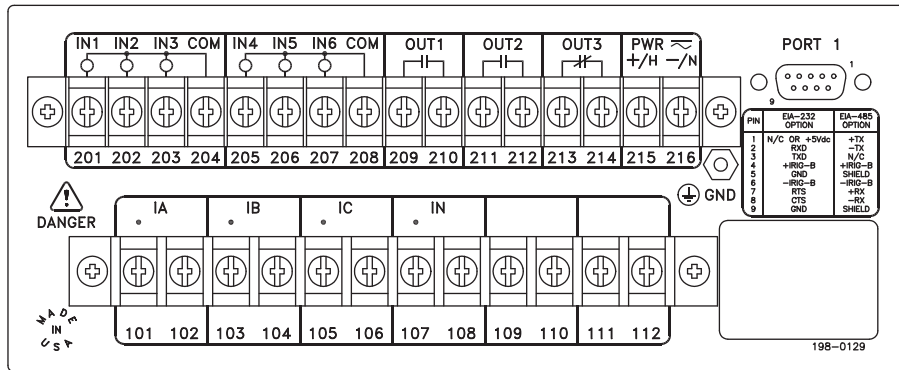 IN1 IN2 IN3 COM IN4 IN5 IN6 COM OUT1 OUT2 OUT3 PWR
+/H −/N
201 202 203 204 205 206 207 208 209 210 211 212 213 214 215 216
PORT 1
1
9
PIN EIA-232 OPTION EIA-485 OPTION
1 N/C OR +5Vdc +TX
2 RXD −TX
3 TXD N/C
4 +IRIG-B +IRIG-B
5 GND SHIELD
6 −IRIG-B −IRIG-B
7 RTS +RX
8 CTS −RX
9 GND SHIELD
GND
DANGER
IA IB IC IN
101 102 103 104 105 106 107 108 109 110 111 112
MADE
IN
USA
198-0129